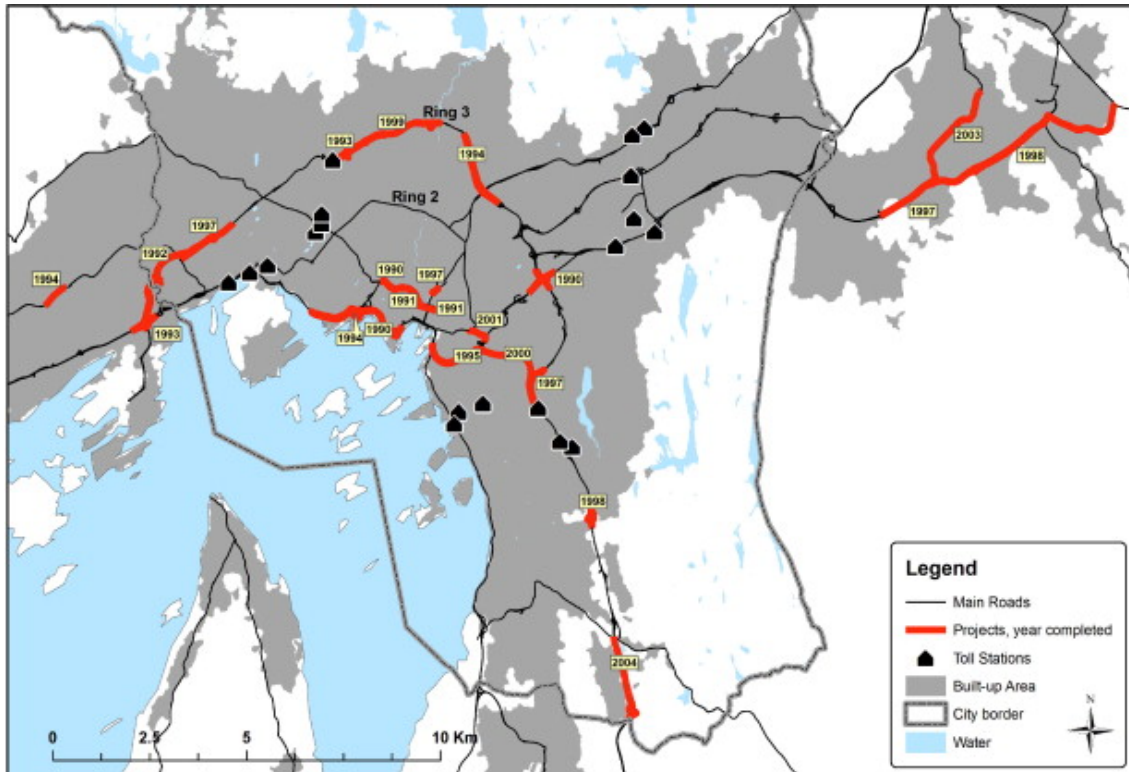 Ring 3
1999
1993
1994
2003
1998
Ring 2
1997
1997
1992
1994
1990
1997
1990
1991
1991
1994
1990
2001
1993
1995
2000
1997
1998
2004
Legend
Main Roads
Projects, year completed
Toll Stations
Built-up Area
City border
Water
N
0 2.5 5 10 Km